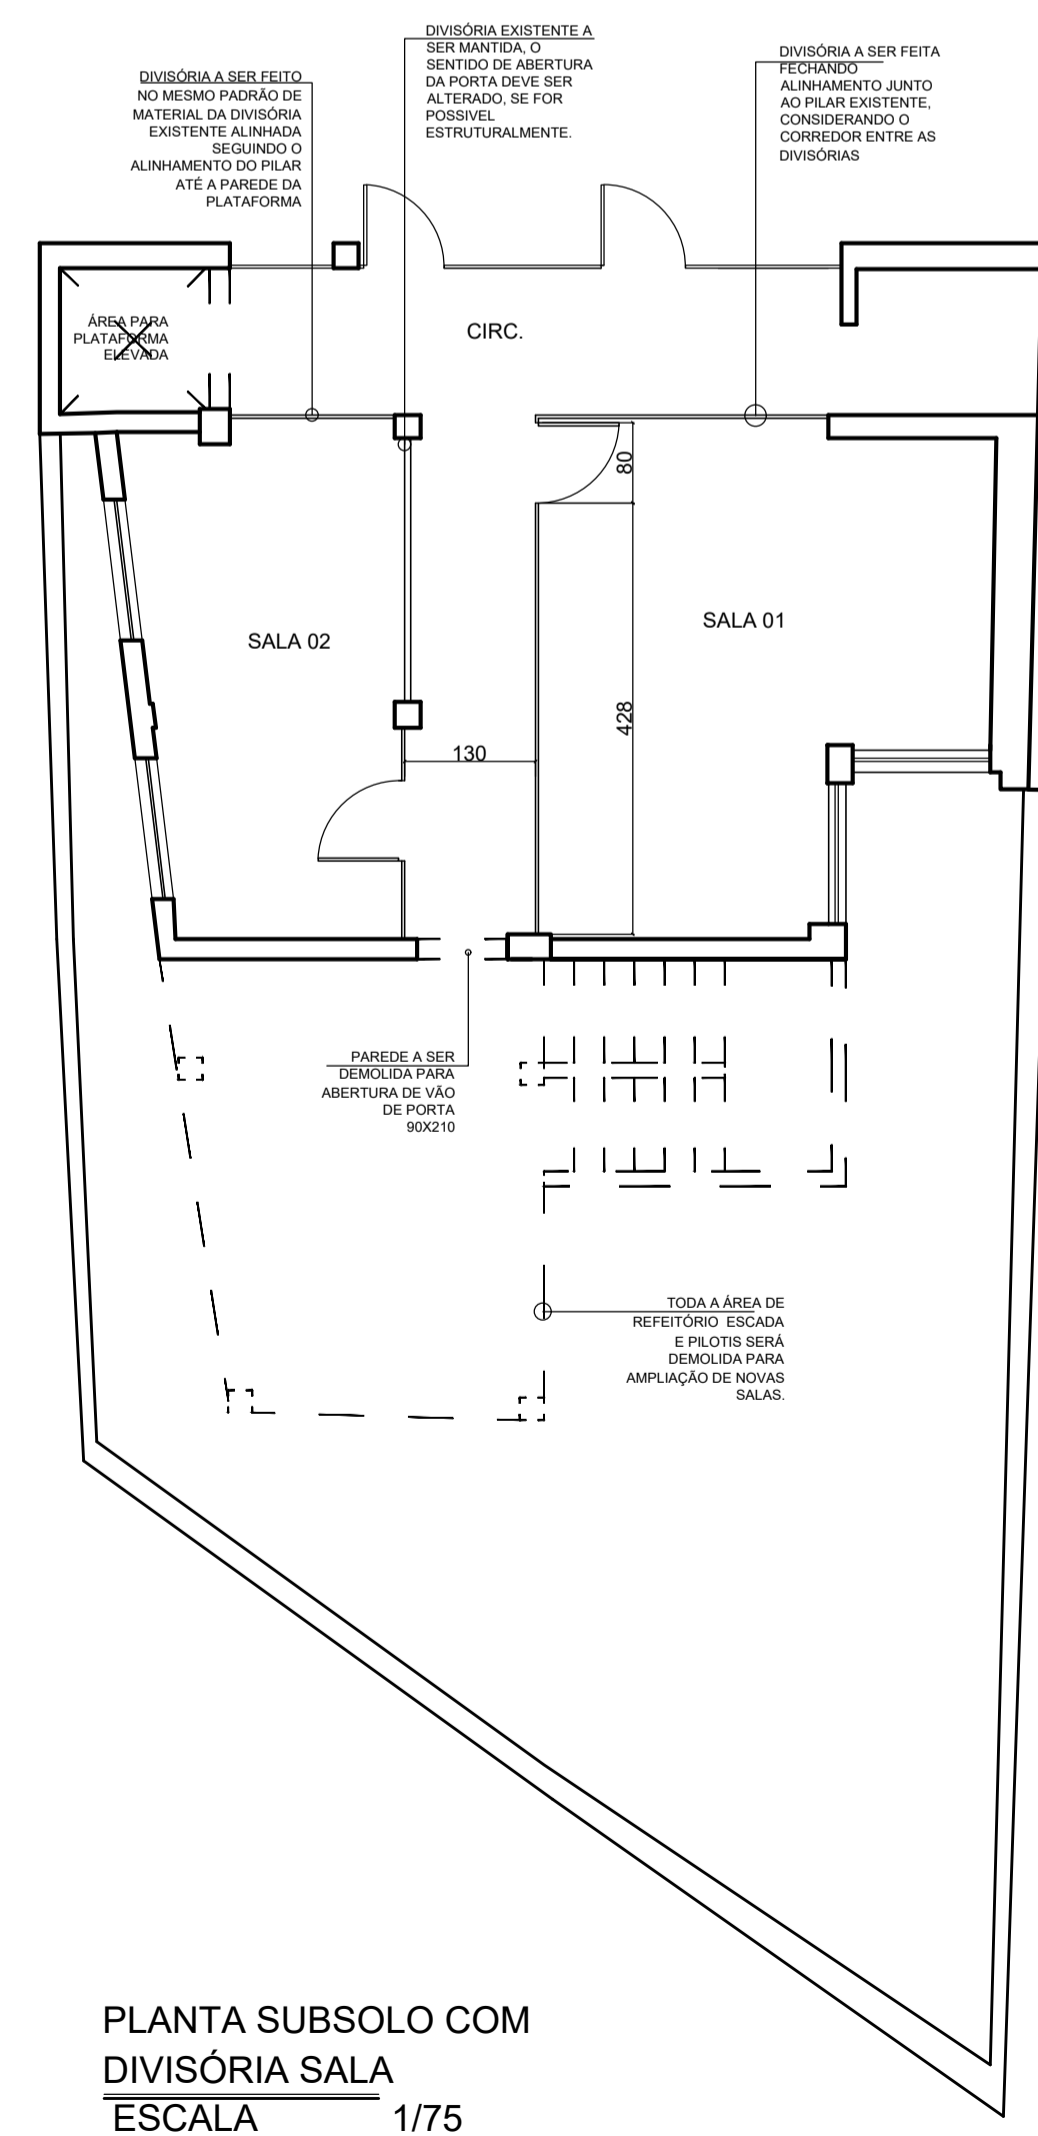 DIVISÓRIA A SER FEITO
NO MESMO PADRÃO DE
MATERIAL DA DIVISÓRIA
EXISTENTE ALINHADA
SEGUINDO O
ALINHAMENTO DO PILAR
ATÉ A PAREDE DA
PLATAFORMA
DIVISÓRIA EXISTENTE A
SER MANTIDA, O
SENTIDO DE ABERTURA
DA PORTA DEVE SER
ALTERADO, SE FOR
POSSIVEL
ESTRUTURALMENTE.
DIVISÓRIA A SER FEITA
FECHANDO
ALINHAMENTO JUNTO
AO PILAR EXISTENTE,
CONSIDERANDO O
CORREDOR ENTRE AS
DIVISÓRIAS
ÁREA PARA
PLATAFORMA
ELEVADA
CIRC.
80
SALA 02
SALA 01
428
130
PAREDE A SER
DEMOLIDA PARA
ABERTURA DE VÃO
DE PORTA
90X210
TODA A ÁREA DE
REFEITÓRIO ESCADA
E PILOTIS SERÁ
DEMOLIDA PARA
AMPLIAÇÃO DE NOVAS
SALAS.
PLANTA SUBSOLO COM
DIVISÓRIA SALA
ESCALA 1/75